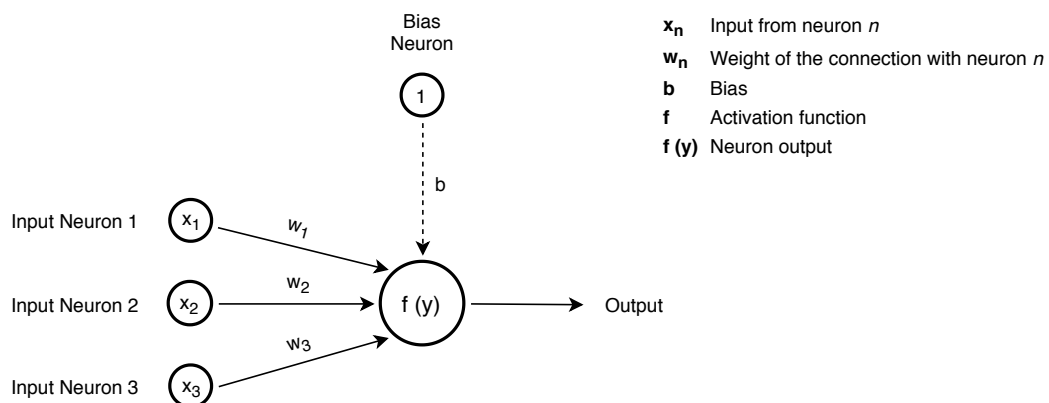 Bias
Neuron
1
b
Input Neuron 1
x₁
w₁
Input Neuron 2
x₂
w₂
f (y)
Output
Input Neuron 3
x₃
w₃
xₙ Input from neuron n
wₙ Weight of the connection with neuron n
b Bias
f Activation function
f (y) Neuron output